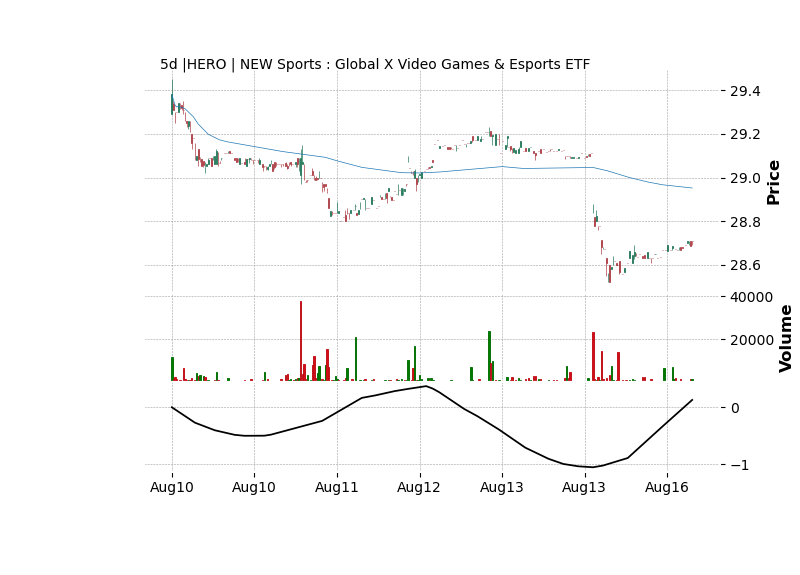 5d |HERO | NEW Sports : Global X Video Games & Esports ETF
29.4
29.2
29.0
28.8
28.6
Price
40000
20000
Volume
0
−1
Aug10 Aug10 Aug11 Aug12 Aug13 Aug13 Aug16